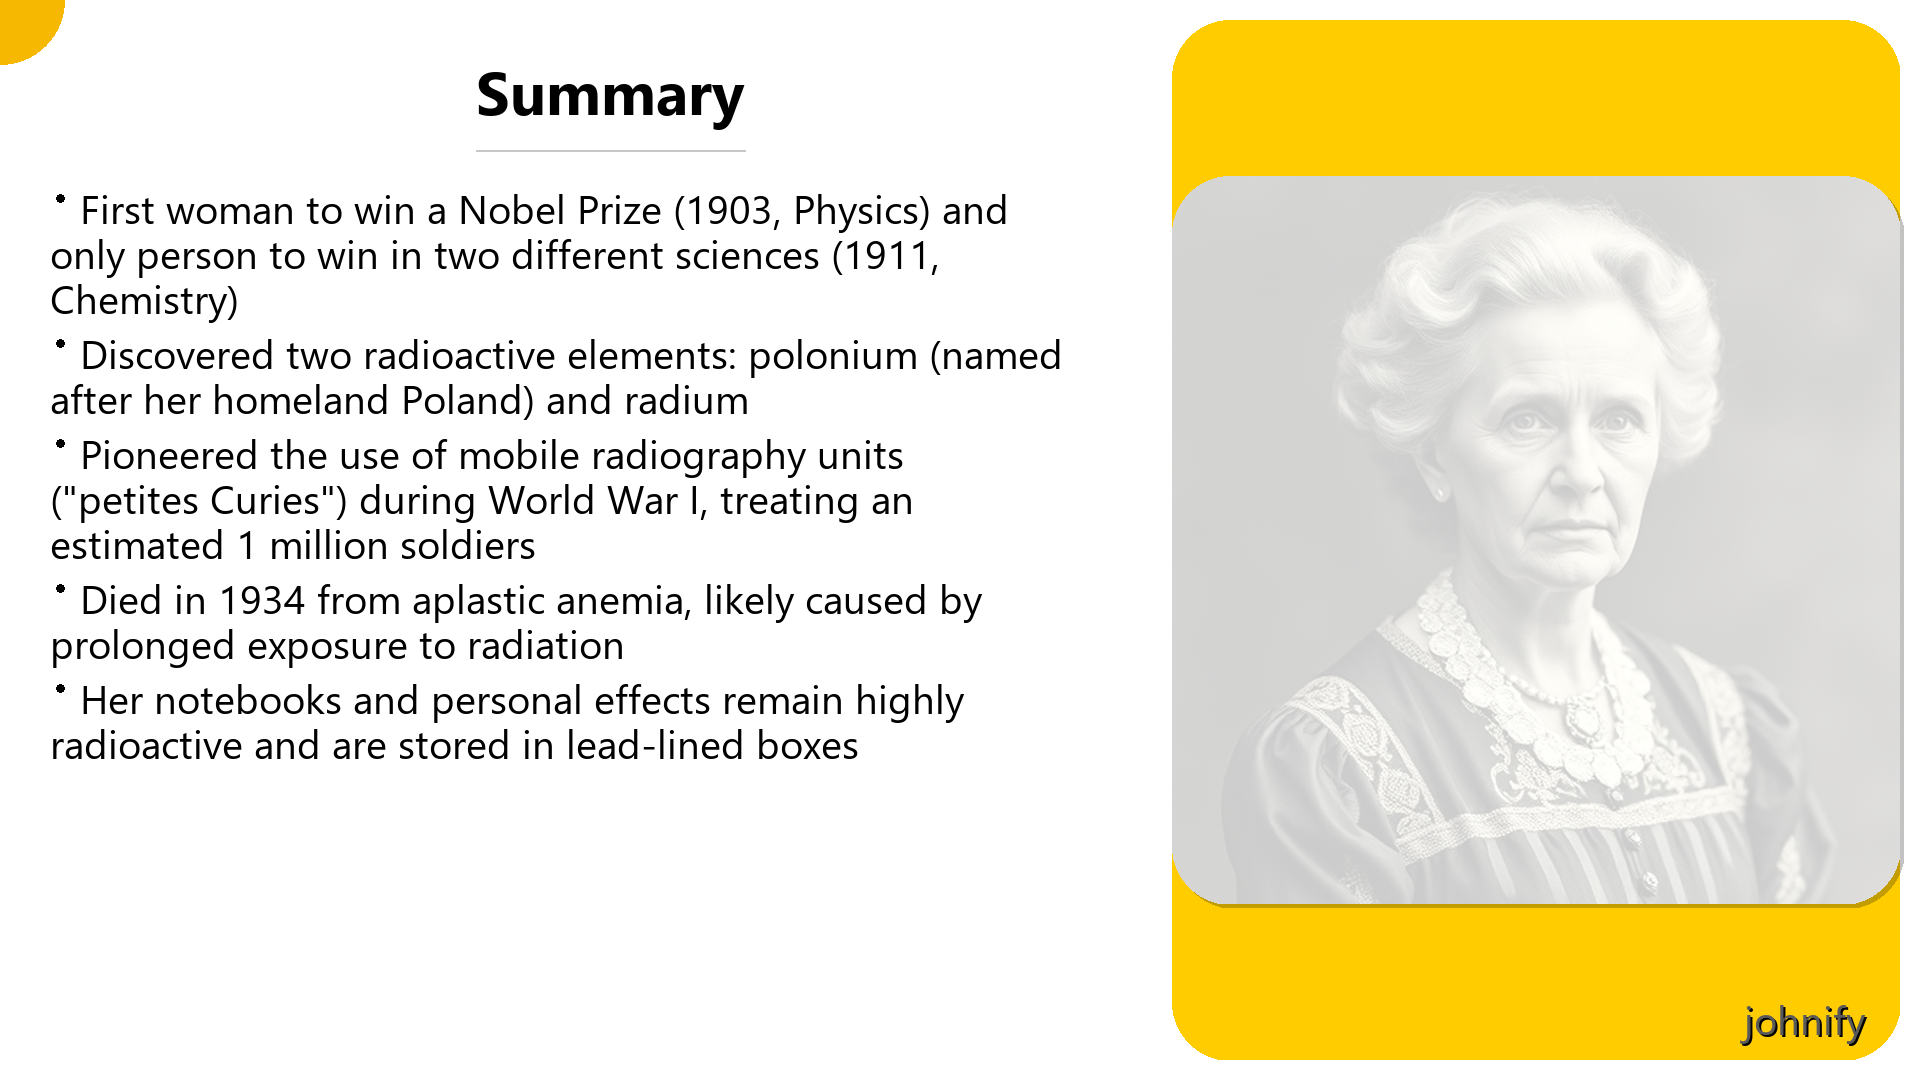 Summary
• First woman to win a Nobel Prize (1903, Physics) and
only person to win in two different sciences (1911,
Chemistry)
• Discovered two radioactive elements: polonium (named
after her homeland Poland) and radium
• Pioneered the use of mobile radiography units
("petites Curies") during World War I, treating an
estimated 1 million soldiers
• Died in 1934 from aplastic anemia, likely caused by
prolonged exposure to radiation
• Her notebooks and personal effects remain highly
radioactive and are stored in lead-lined boxes
johnify